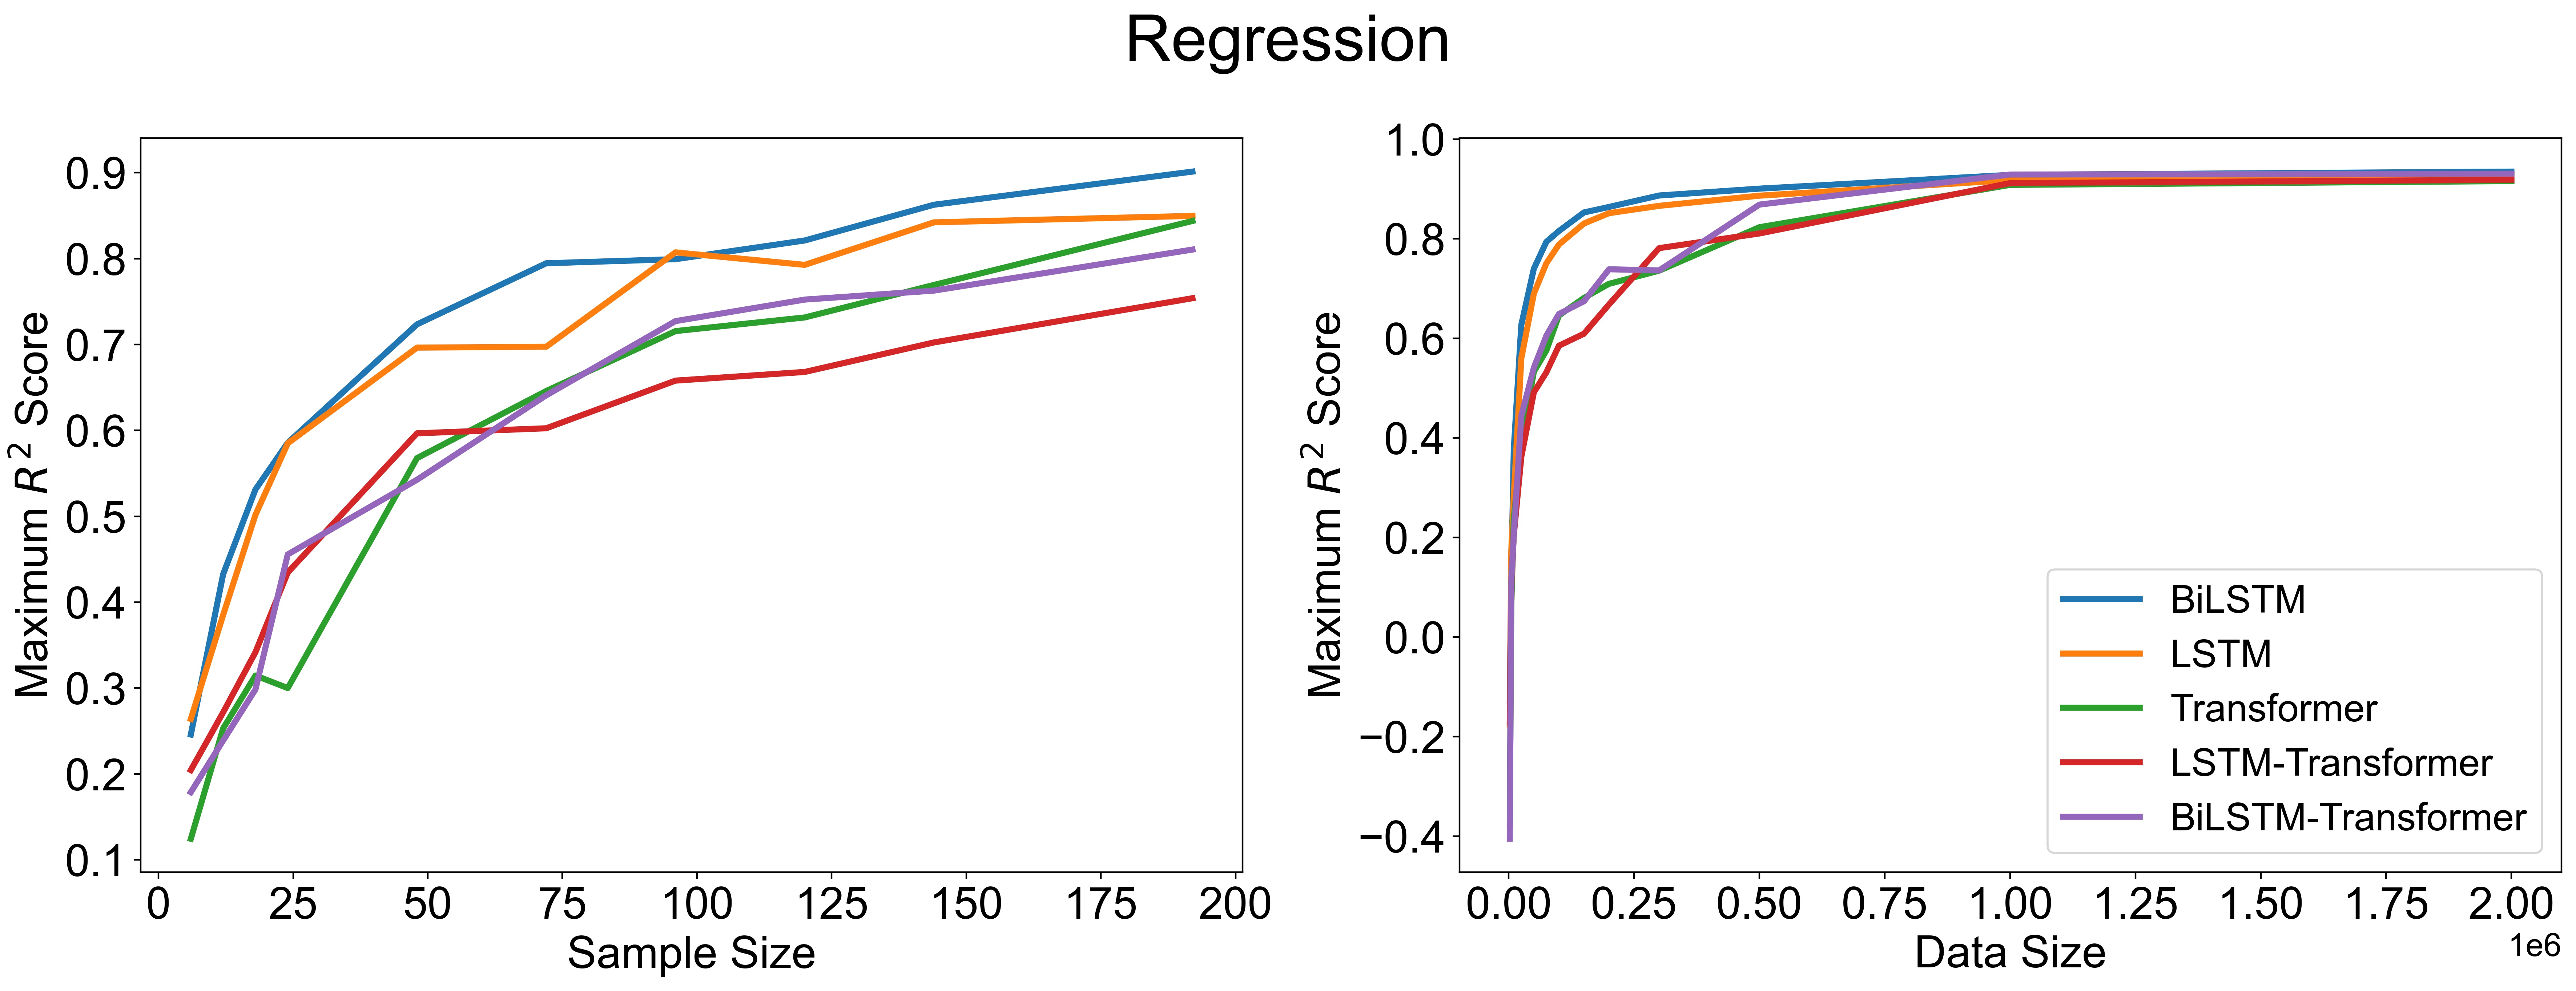 Regression
Maximum R² Score
0.9
0.8
0.7
0.6
0.5
0.4
0.3
0.2
0.1
0 25 50 75 100 125 150 175 200
Sample Size
Maximum R² Score
1.0
0.8
0.6
0.4
0.2
0.0
−0.2
−0.4
BiLSTM
LSTM
Transformer
LSTM-Transformer
BiLSTM-Transformer
0.00 0.25 0.50 0.75 1.00 1.25 1.50 1.75 2.00
1e6
Data Size